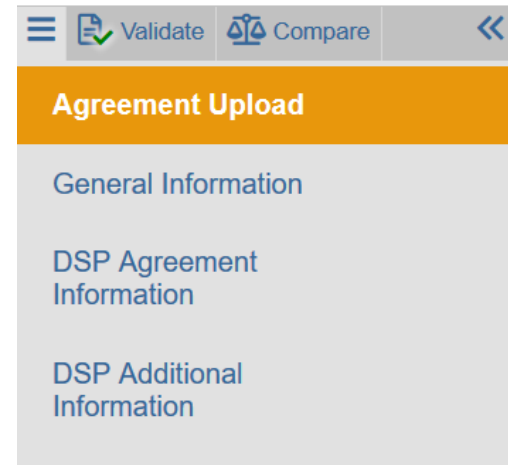 Validate Compare
Agreement Upload
General Information
DSP Agreement
Information
DSP Additional
Information